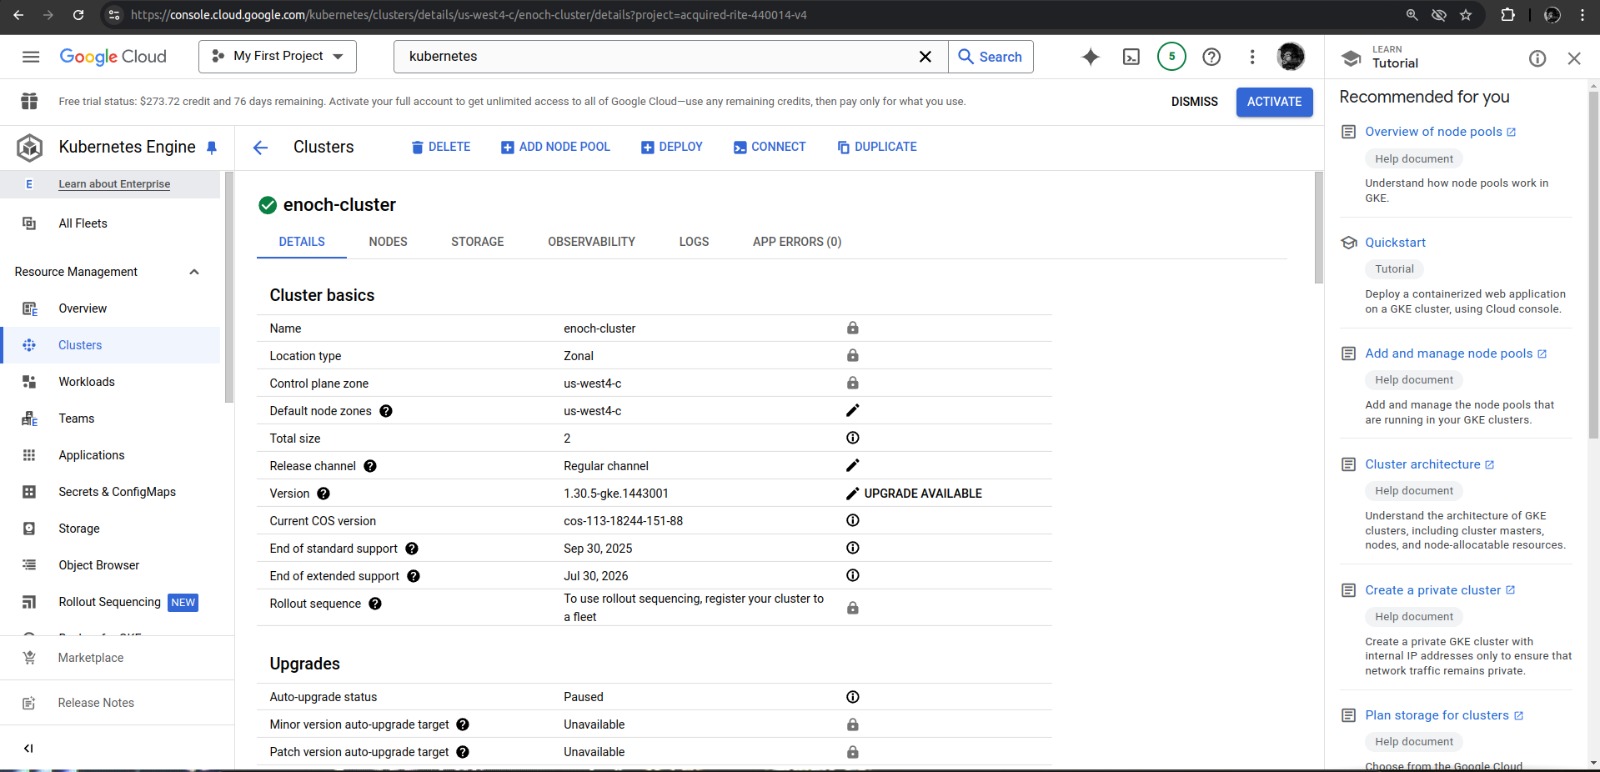 https://console.cloud.google.com/kubernetes/clusters/details/us-west4-c/enoch-cluster/details?project=acquired-rite-440014-v4
Google Cloud
My First Project
kubernetes
Search
5
LEARN
Tutorial
Free trial status: $273.72 credit and 76 days remaining. Activate your full account to get unlimited access to all of Google Cloud—use any remaining credits, then pay only for what you use.
DISMISS
ACTIVATE
Kubernetes Engine
E
Learn about Enterprise
All Fleets
Resource Management
Overview
Clusters
Workloads
Teams
Applications
Secrets & ConfigMaps
Storage
Object Browser
Rollout Sequencing NEW
Marketplace
Release Notes
Clusters
DELETE
ADD NODE POOL
DEPLOY
CONNECT
DUPLICATE
enoch-cluster
DETAILS
NODES
STORAGE
OBSERVABILITY
LOGS
APP ERRORS (0)
Cluster basics
Name enoch-cluster
Location type Zonal
Control plane zone us-west4-c
Default node zones us-west4-c
Total size 2
Release channel Regular channel
Version 1.30.5-gke.1443001 UPGRADE AVAILABLE
Current COS version cos-113-18244-151-88
End of standard support Sep 30, 2025
End of extended support Jul 30, 2026
Rollout sequence To use rollout sequencing, register your cluster to
a fleet
Upgrades
Auto-upgrade status Paused
Minor version auto-upgrade target Unavailable
Patch version auto-upgrade target Unavailable
Recommended for you
Overview of node pools
Help document
Understand how node pools work in
GKE.
Quickstart
Tutorial
Deploy a containerized web application
on a GKE cluster, using Cloud console.
Add and manage node pools
Help document
Add and manage the node pools that
are running in your GKE clusters.
Cluster architecture
Help document
Understand the architecture of GKE
clusters, including cluster masters,
nodes, and node-allocatable resources.
Create a private cluster
Help document
Create a private GKE cluster with
internal IP addresses only to ensure that
network traffic remains private.
Plan storage for clusters
Help document
Choose from the Google Cloud